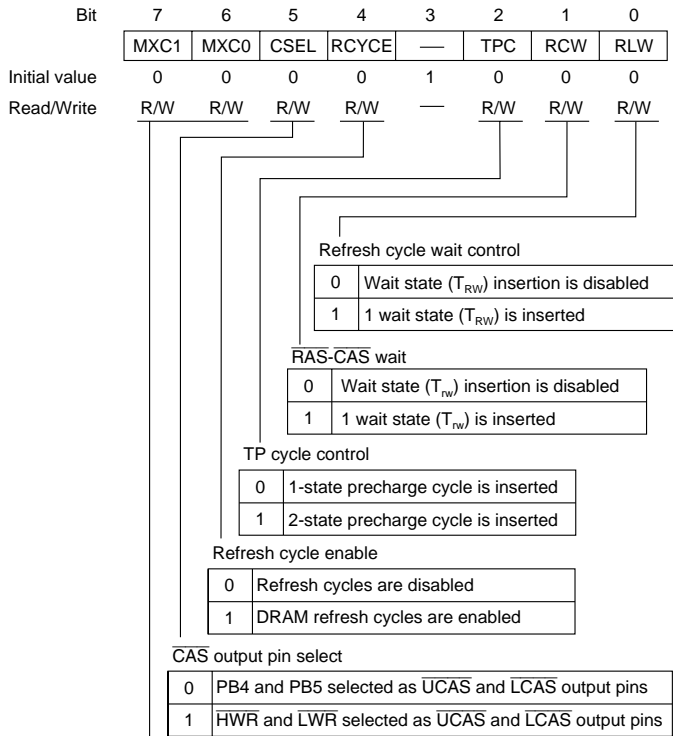 Bit 7 6 5 4 3 2 1 0
MXC1 MXC0 CSEL RCYCE — TPC RCW RLW
Initial value 0 0 0 0 1 0 0 0
Read/Write R/W R/W R/W R/W — R/W R/W R/W
Refresh cycle wait control
0 Wait state (TRW) insertion is disabled
1 1 wait state (TRW) is inserted
RAS-CAS wait
0 Wait state (Trw) insertion is disabled
1 1 wait state (Trw) is inserted
TP cycle control
0 1-state precharge cycle is inserted
1 2-state precharge cycle is inserted
Refresh cycle enable
0 Refresh cycles are disabled
1 DRAM refresh cycles are enabled
CAS output pin select
0 PB4 and PB5 selected as UCAS and LCAS output pins
1 HWR and LWR selected as UCAS and LCAS output pins